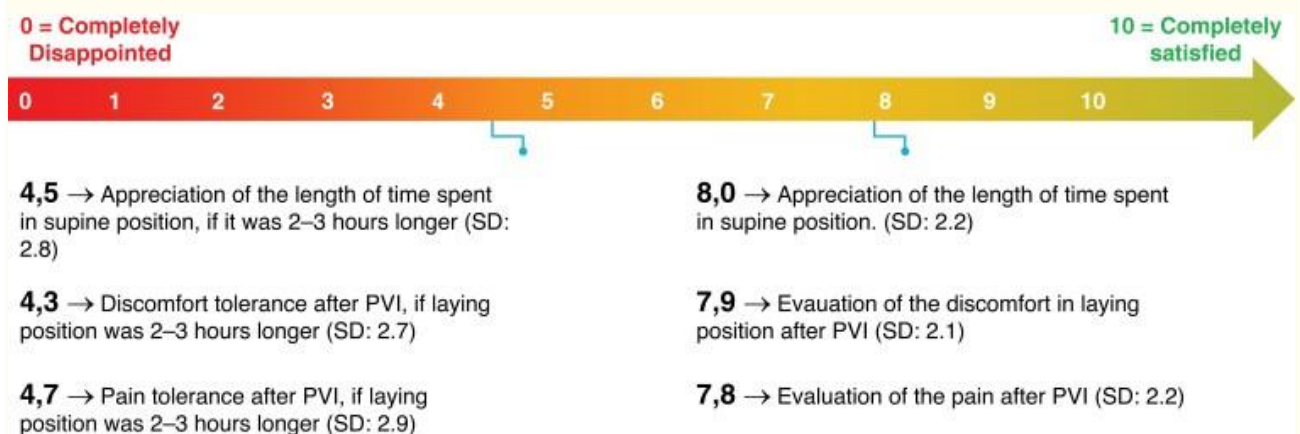 0 = Completely
Disappointed
10 = Completely
satisfied
0 1 2 3 4 5 6 7 8 9 10
4,5 → Appreciation of the length of time spent
in supine position, if it was 2–3 hours longer (SD:
2.8)
4,3 → Discomfort tolerance after PVI, if laying
position was 2–3 hours longer (SD: 2.7)
4,7 → Pain tolerance after PVI, if laying
position was 2–3 hours longer (SD: 2.9)
8,0 → Appreciation of the length of time spent
in supine position. (SD: 2.2)
7,9 → Evauation of the discomfort in laying
position after PVI (SD: 2.1)
7,8 → Evaluation of the pain after PVI (SD: 2.2)